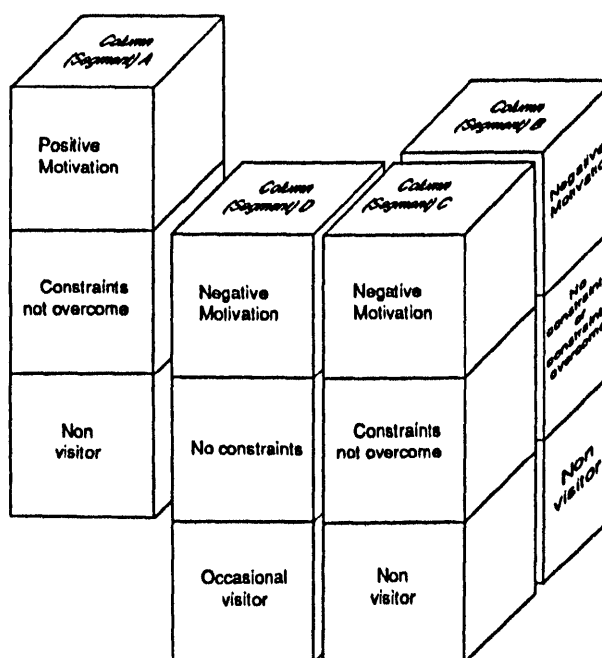 Column
(Segment) A
Positive
Motivation
Constraints
not overcome
Non
visitor
Column
(Segment) D
Negative
Motivation
No constraints
Occasional
visitor
Column
(Segment) C
Negative
Motivation
Constraints
not overcome
Non
visitor
Column
(Segment) B
Negative
Motivation
No
constraints
or
constraints
overcome
Non
visitor